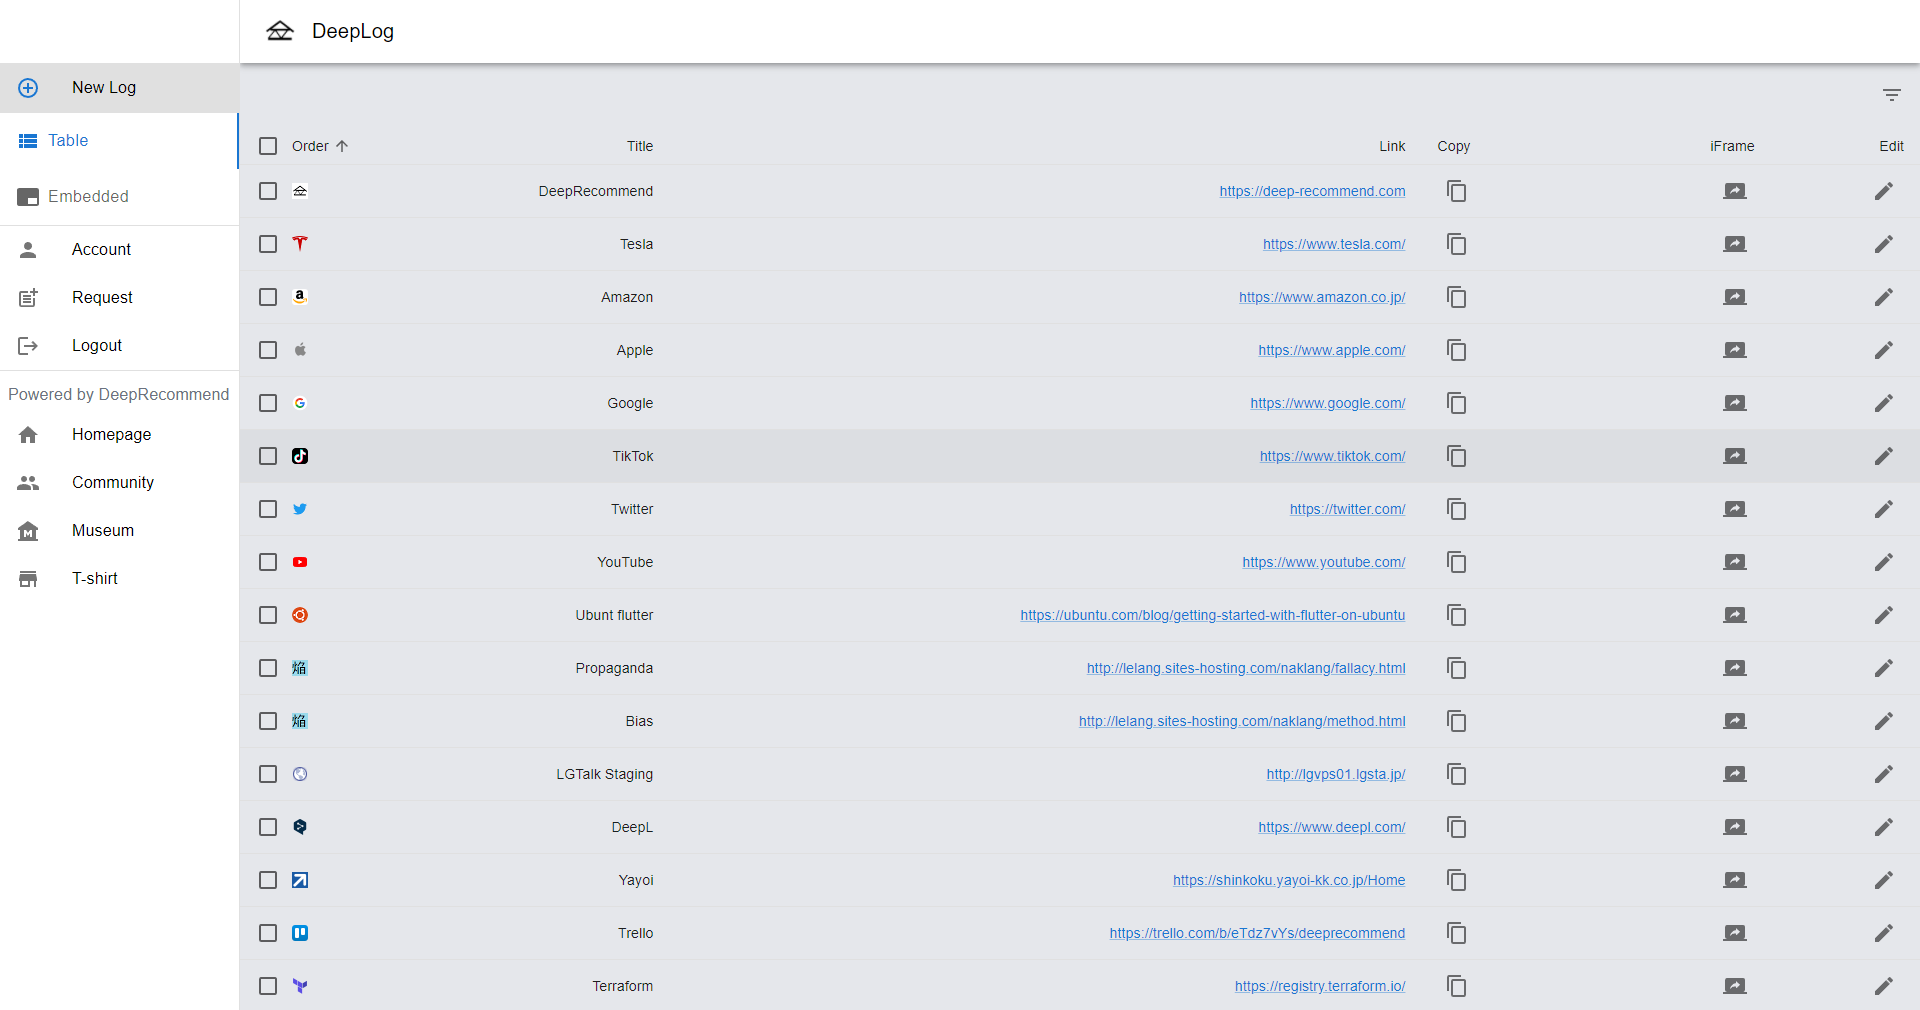 DeepLog
New Log
Table
Embedded
Account
Request
Logout
Powered by DeepRecommend
Homepage
Community
Museum
T-shirt
Order Title Link Copy iFrame Edit
DeepRecommend https://deep-recommend.com
Tesla https://www.tesla.com/
Amazon https://www.amazon.co.jp/
Apple https://www.apple.com/
Google https://www.google.com/
TikTok https://www.tiktok.com/
Twitter https://twitter.com/
YouTube https://www.youtube.com/
Ubunt flutter https://ubuntu.com/blog/getting-started-with-flutter-on-ubuntu
焔 Propaganda http://lelang.sites-hosting.com/naklang/fallacy.html
焔 Bias http://lelang.sites-hosting.com/naklang/method.html
LGTalk Staging http://lgvps01.lgsta.jp/
DeepL https://www.deepl.com/
Yayoi https://shinkoku.yayoi-kk.co.jp/Home
Trello https://trello.com/b/eTdz7vYs/deeprecommend
Terraform https://registry.terraform.io/